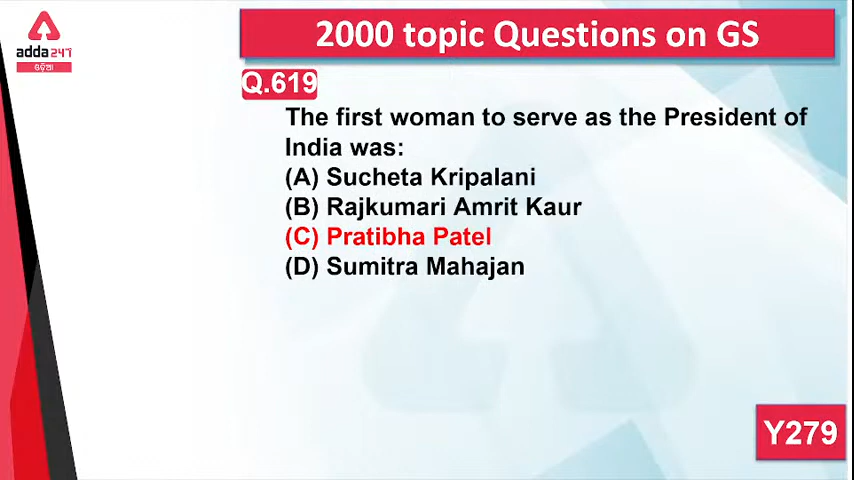 adda247
ଓଡ଼ିଆ
2000 topic Questions on GS
Q.619
The first woman to serve as the President of
India was:
(A) Sucheta Kripalani
(B) Rajkumari Amrit Kaur
(C) Pratibha Patel
(D) Sumitra Mahajan
Y279